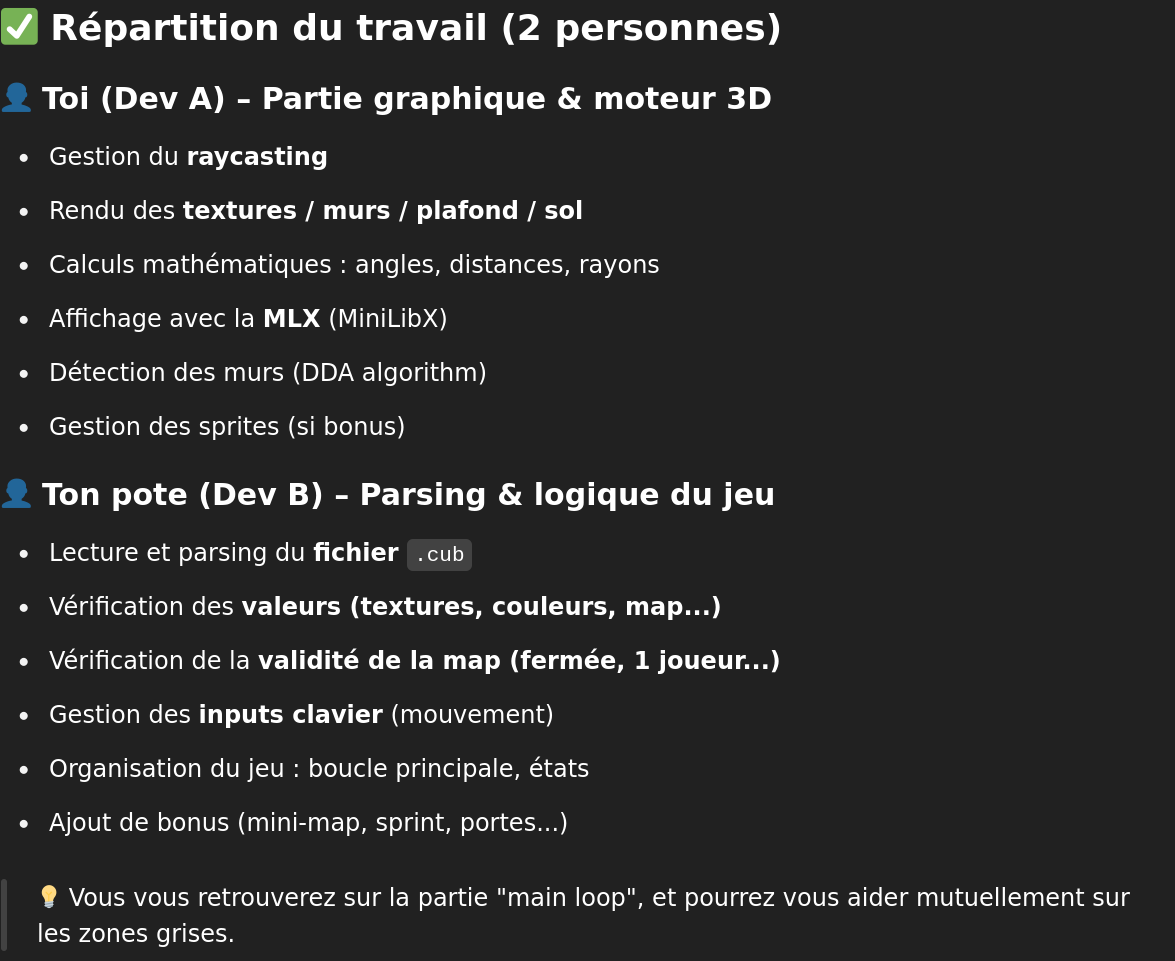 ✅ Répartition du travail (2 personnes)
👤 Toi (Dev A) – Partie graphique & moteur 3D
• Gestion du raycasting
• Rendu des textures / murs / plafond / sol
• Calculs mathématiques : angles, distances, rayons
• Affichage avec la MLX (MiniLibX)
• Détection des murs (DDA algorithm)
• Gestion des sprites (si bonus)
👤 Ton pote (Dev B) – Parsing & logique du jeu
• Lecture et parsing du fichier .cub
• Vérification des valeurs (textures, couleurs, map...)
• Vérification de la validité de la map (fermée, 1 joueur...)
• Gestion des inputs clavier (mouvement)
• Organisation du jeu : boucle principale, états
• Ajout de bonus (mini-map, sprint, portes...)
💡 Vous vous retrouverez sur la partie "main loop", et pourrez vous aider mutuellement sur
les zones grises.